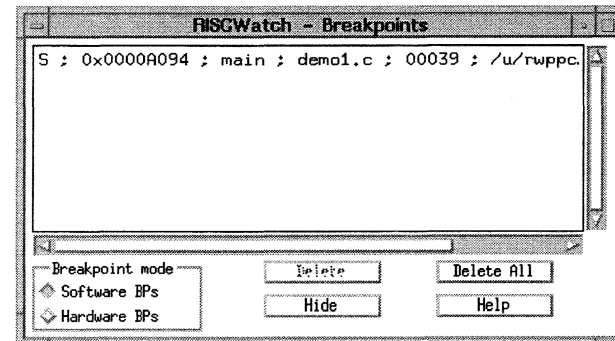 RISCWatch - Breakpoints
S ; 0x0000A094 ; main ; demo1.c ; 00039 ; /u/rwppc.
Breakpoint mode
Software BPs
Hardware BPs
Delete
Delete All
Hide
Help